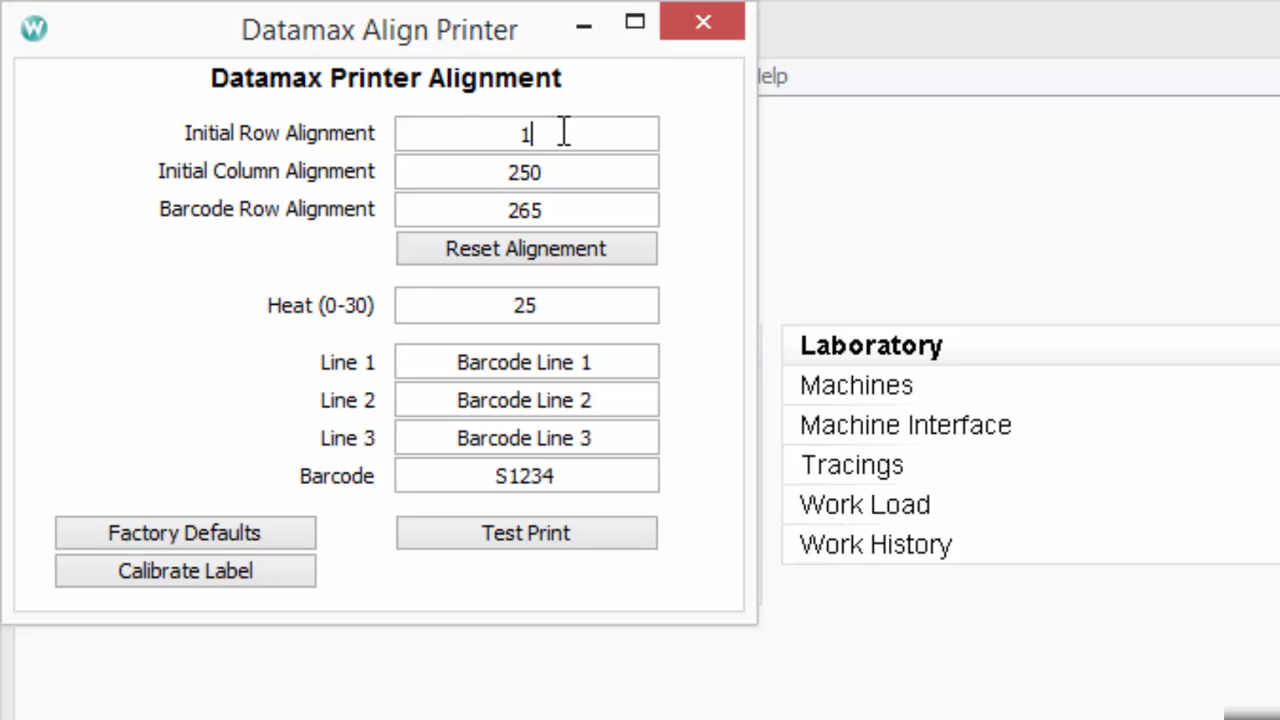 W
Datamax Align Printer
elp
Datamax Printer Alignment
Initial Row Alignment 1
Initial Column Alignment 250
Barcode Row Alignment 265
Reset Alignement
Heat (0-30) 25
Line 1 Barcode Line 1
Line 2 Barcode Line 2
Line 3 Barcode Line 3
Barcode S1234
Factory Defaults Test Print
Calibrate Label
Laboratory
Machines
Machine Interface
Tracings
Work Load
Work History